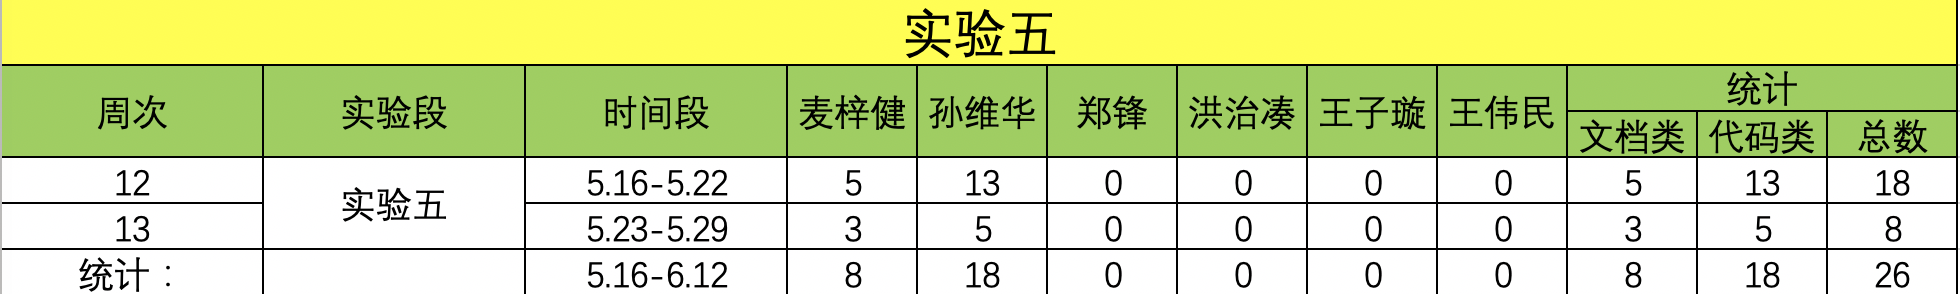 实验五
周次 实验段 时间段 麦梓健 孙维华 郑锋 洪治凑 王子璇 王伟民 统计
文档类 代码类 总数
12 实验五 5.16-5.22 5 13 0 0 0 0 5 13 18
13 5.23-5.29 3 5 0 0 0 0 3 5 8
统计： 5.16-6.12 8 18 0 0 0 0 8 18 26